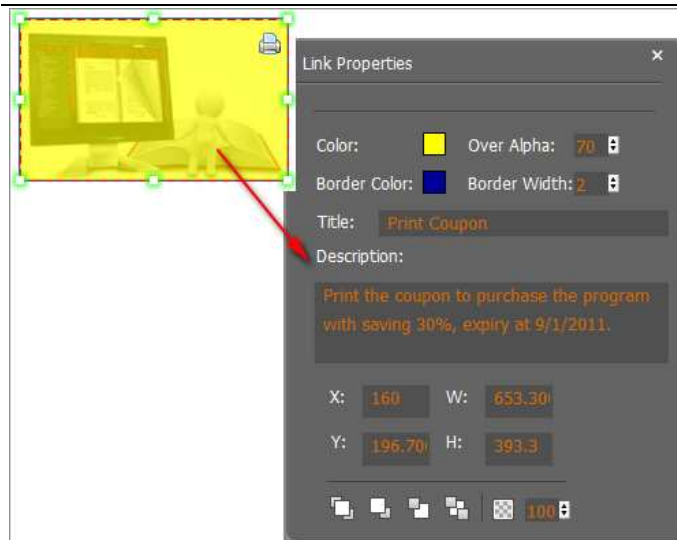 Link Properties
Color: Over Alpha: 70
Border Color: Border Width: 2
Title: Print Coupon
Description:
Print the coupon to purchase the program
with saving 30%, expiry at 9/1/2011.
X: 160 W: 653.30
Y: 196.70 H: 393.3
100